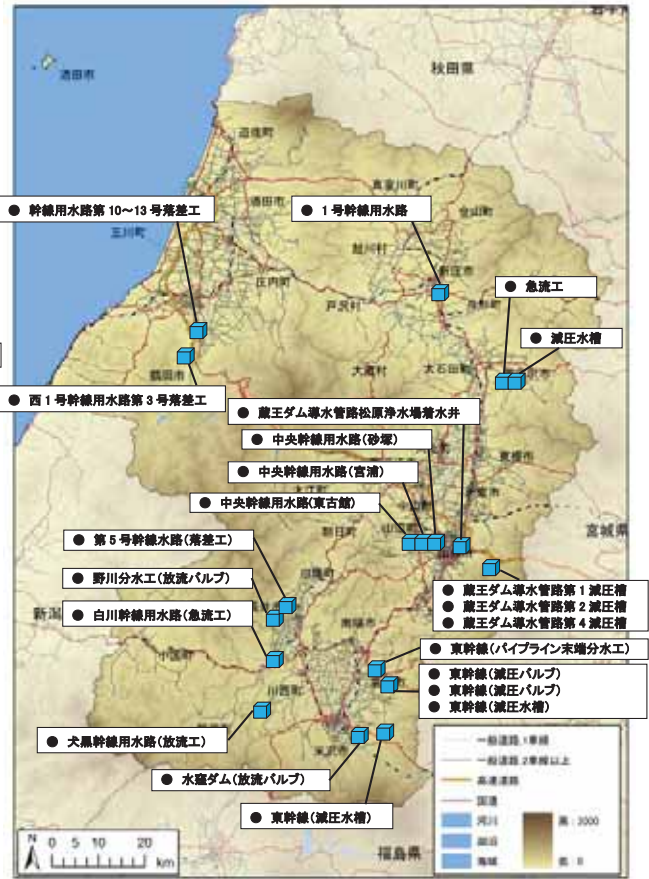 秋田県
酒田市
遊佐町
真室川町
酒田市
金山町
● 幹線用水路第10～13号落差工
● 1号幹線用水路
三川町
鮭川村
新庄市
庄内町
戸沢村
舟形町
● 急流工
● 減圧水槽
鶴岡市
大蔵村
大石田町
● 西1号幹線用水路第3号落差工
● 蔵王ダム導水管路松原浄水場着水井
● 中央幹線用水路(砂塚)
● 中央幹線用水路(宮浦)
東根市
● 中央幹線用水路(東古館)
宮城県
朝日町
● 第5号幹線水路(落差工)
● 野川分水工(放流バルブ)
● 白川幹線用水路(急流工)
● 蔵王ダム導水管路第1減圧槽
● 蔵王ダム導水管路第2減圧槽
● 蔵王ダム導水管路第4減圧槽
新潟
南陽市
小国町
● 東幹線(パイプライン末端分水工)
● 東幹線(減圧バルブ)
● 東幹線(減圧バルブ)
● 東幹線(減圧水槽)
川西町
● 犬黒幹線用水路(放流工)
米沢市
● 水窪ダム(放流バルブ)
● 東幹線(減圧水槽)
福島県
一般道路1車線
一般道路2車線以上
高速道路
国道
河川
湖沼
海域
高 : 2000
低 : 0
N
0 5 10 20
km